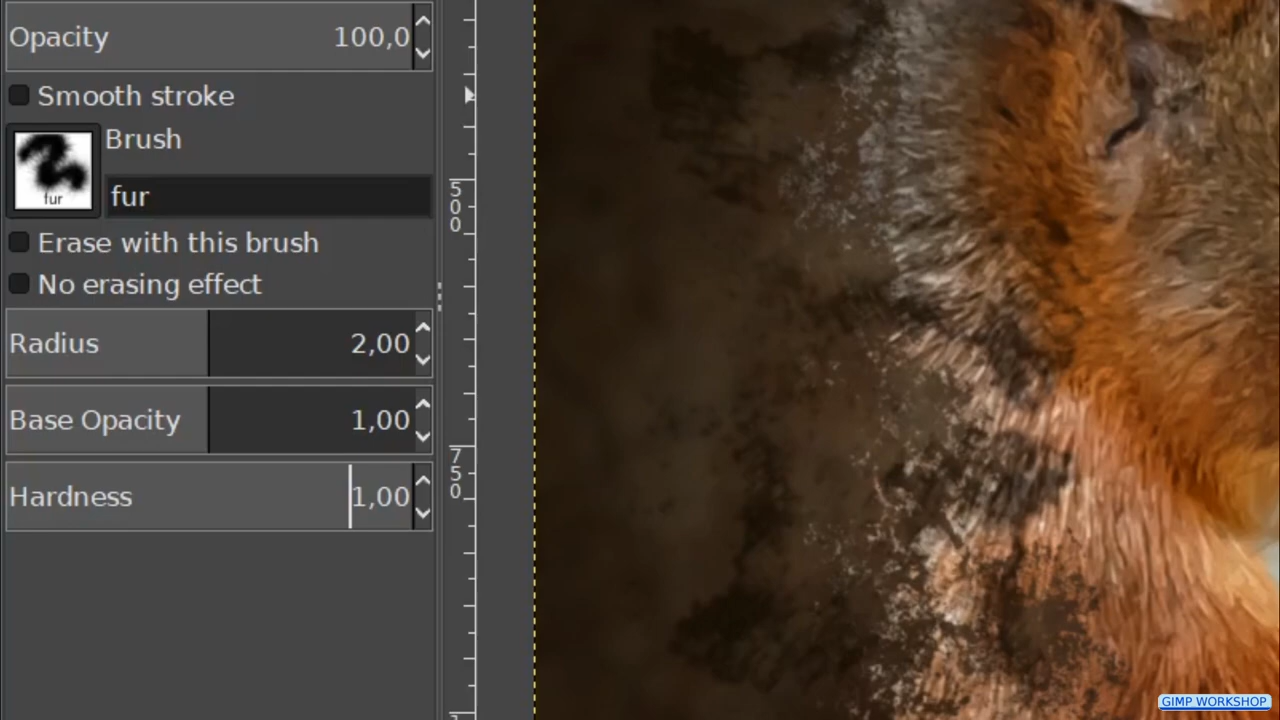 Opacity 100,0
Smooth stroke
Brush
fur
fur
Erase with this brush
No erasing effect
Radius 2,00
Base Opacity 1,00
Hardness 1,00
500
750
GIMP WORKSHOP